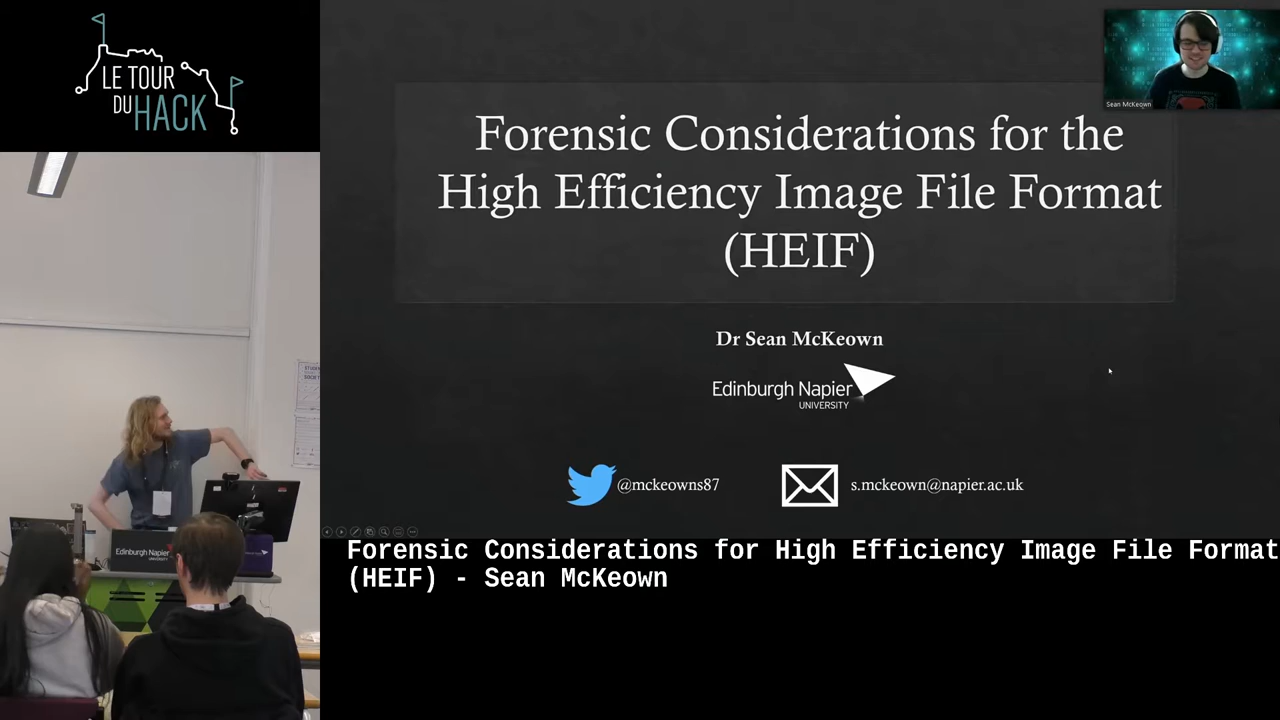 LE TOUR
DU HACK
Sean McKeown
Forensic Considerations for the
High Efficiency Image File Format
(HEIF)
Dr Sean McKeown
Edinburgh Napier
UNIVERSITY
@mckeowns87
s.mckeown@napier.ac.uk
Edinburgh Napier
Forensic Considerations for High Efficiency Image File Format
(HEIF) - Sean McKeown